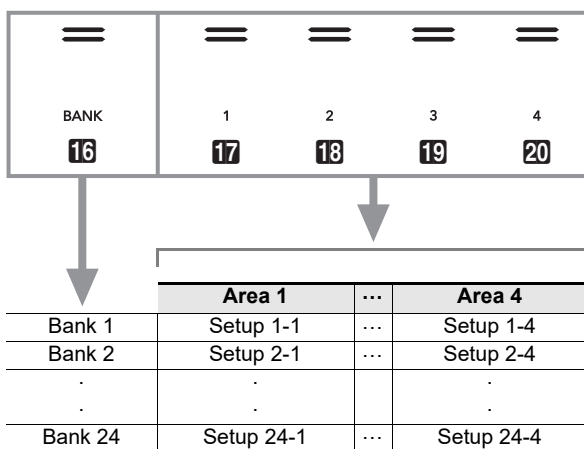 BANK 1 2 3 4
16 17 18 19 20
Area 1 ... Area 4
Bank 1 Setup 1-1 ... Setup 1-4
Bank 2 Setup 2-1 ... Setup 2-4
. . .
. . .
Bank 24 Setup 24-1 ... Setup 24-4